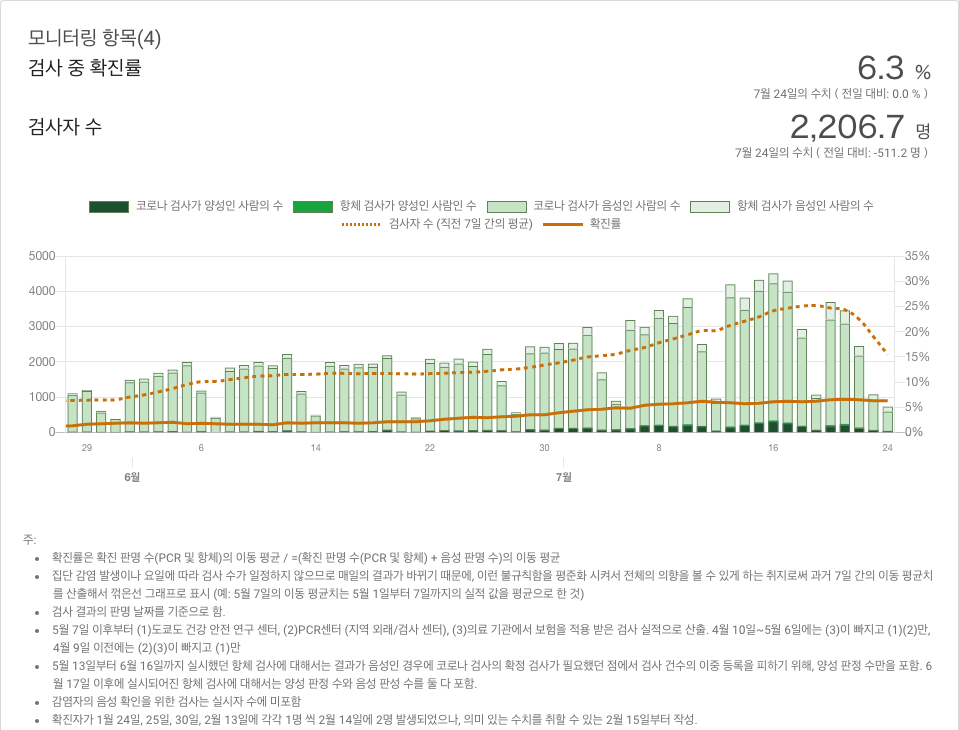 모니터링 항목(4)
검사 중 확진률
6.3 %
7월 24일의 수치 ( 전일 대비: 0.0 % )
검사자 수
2,206.7 명
7월 24일의 수치 ( 전일 대비: -511.2 명 )
코로나 검사가 양성인 사람의 수 항체 검사가 양성인 사람인 수 코로나 검사가 음성인 사람의 수 항체 검사가 음성인 사람의 수
검사자 수 (직전 7일 간의 평균) 확진률
5000 35%
30%
4000
25%
3000
20%
2000 15%
10%
1000
5%
0 0%
29 6 14 22 30 8 16 24
6월 7월
주:
확진률은 확진 판명 수(PCR 및 항체)의 이동 평균 / =(확진 판명 수(PCR 및 항체) + 음성 판명 수)의 이동 평균
집단 감염 발생이나 요일에 따라 검사 수가 일정하지 않으므로 매일의 결과가 바뀌기 때문에, 이런 불규칙함을 평준화 시켜서 전체의 의향을 볼 수 있게 하는 취지로써 과거 7일 간의 이동 평균치
를 산출해서 꺾은선 그래프로 표시 (예: 5월 7일의 이동 평균치는 5월 1일부터 7일까지의 실적 값을 평균으로 한 것)
검사 결과의 판명 날짜를 기준으로 함.
5월 7일 이후부터 (1)도쿄도 건강 안전 연구 센터, (2)PCR센터 (지역 외래/검사 센터), (3)의료 기관에서 보험을 적용 받은 검사 실적으로 산출. 4월 10일~5월 6일에는 (3)이 빠지고 (1)(2)만,
4월 9일 이전에는 (2)(3)이 빠지고 (1)만
5월 13일부터 6월 16일까지 실시했던 항체 검사에 대해서는 결과가 음성인 경우에 코로나 검사의 확정 검사가 필요했던 점에서 검사 건수의 이중 등록을 피하기 위해, 양성 판정 수만을 포함. 6
월 17일 이후에 실시되어진 항체 검사에 대해서는 양성 판정 수와 음성 판성 수를 둘 다 포함.
감염자의 음성 확인을 위한 검사는 실시자 수에 미포함
확진자가 1월 24일, 25일, 30일, 2월 13일에 각각 1명 씩 2월 14일에 2명 발생되었으나, 의미 있는 수치를 취할 수 있는 2월 15일부터 작성.